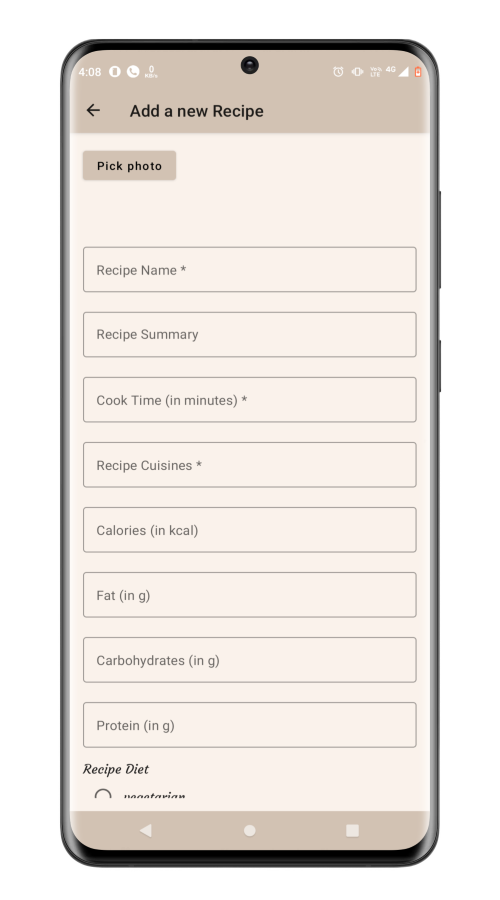 4:08
0
KB/s
Vo))
LTE
4G
Add a new Recipe
Pick photo
Recipe Name *
Recipe Summary
Cook Time (in minutes) *
Recipe Cuisines *
Calories (in kcal)
Fat (in g)
Carbohydrates (in g)
Protein (in g)
Recipe Diet
vegetarian